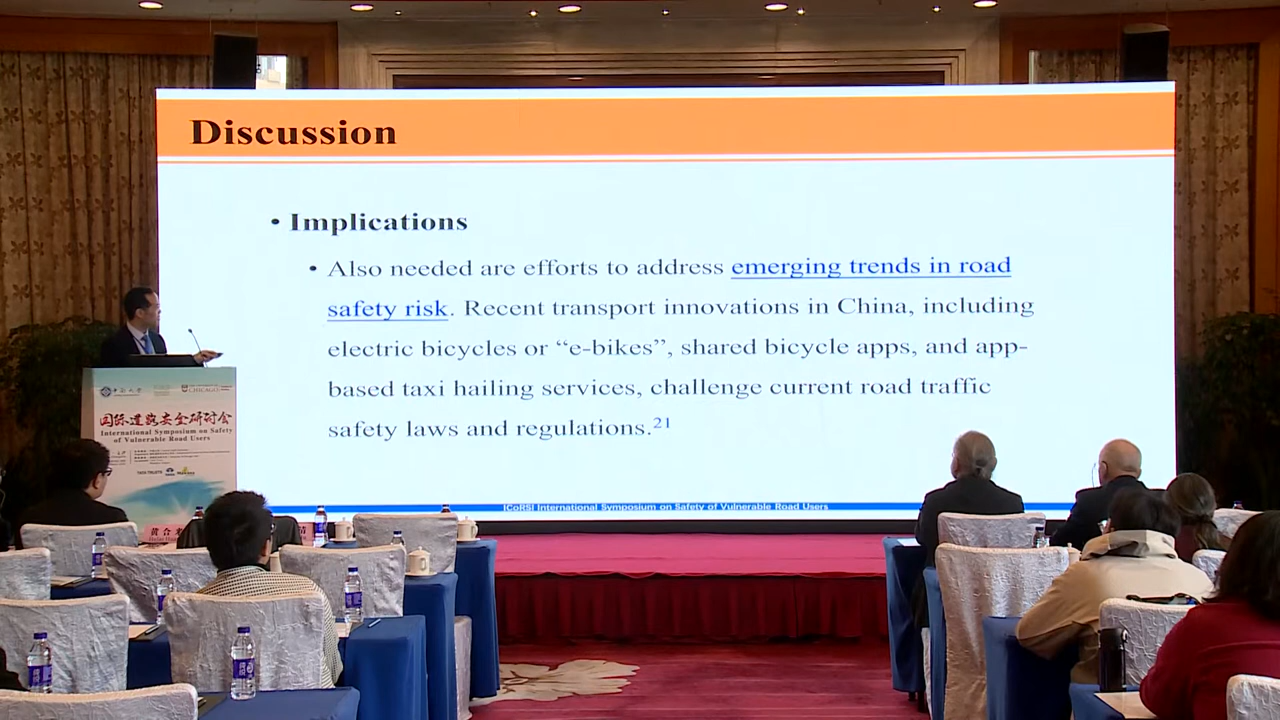 Discussion
• Implications
• Also needed are efforts to address emerging trends in road
safety risk. Recent transport innovations in China, including
electric bicycles or “e-bikes”, shared bicycle apps, and app-
based taxi hailing services, challenge current road traffic
safety laws and regulations.21
ICoRSI International Symposium on Safety of Vulnerable Road Users
CHICAGO
国际道路安全研讨会
International Symposium on Safety
of Vulnerable Road Users
TATA TRUSTS